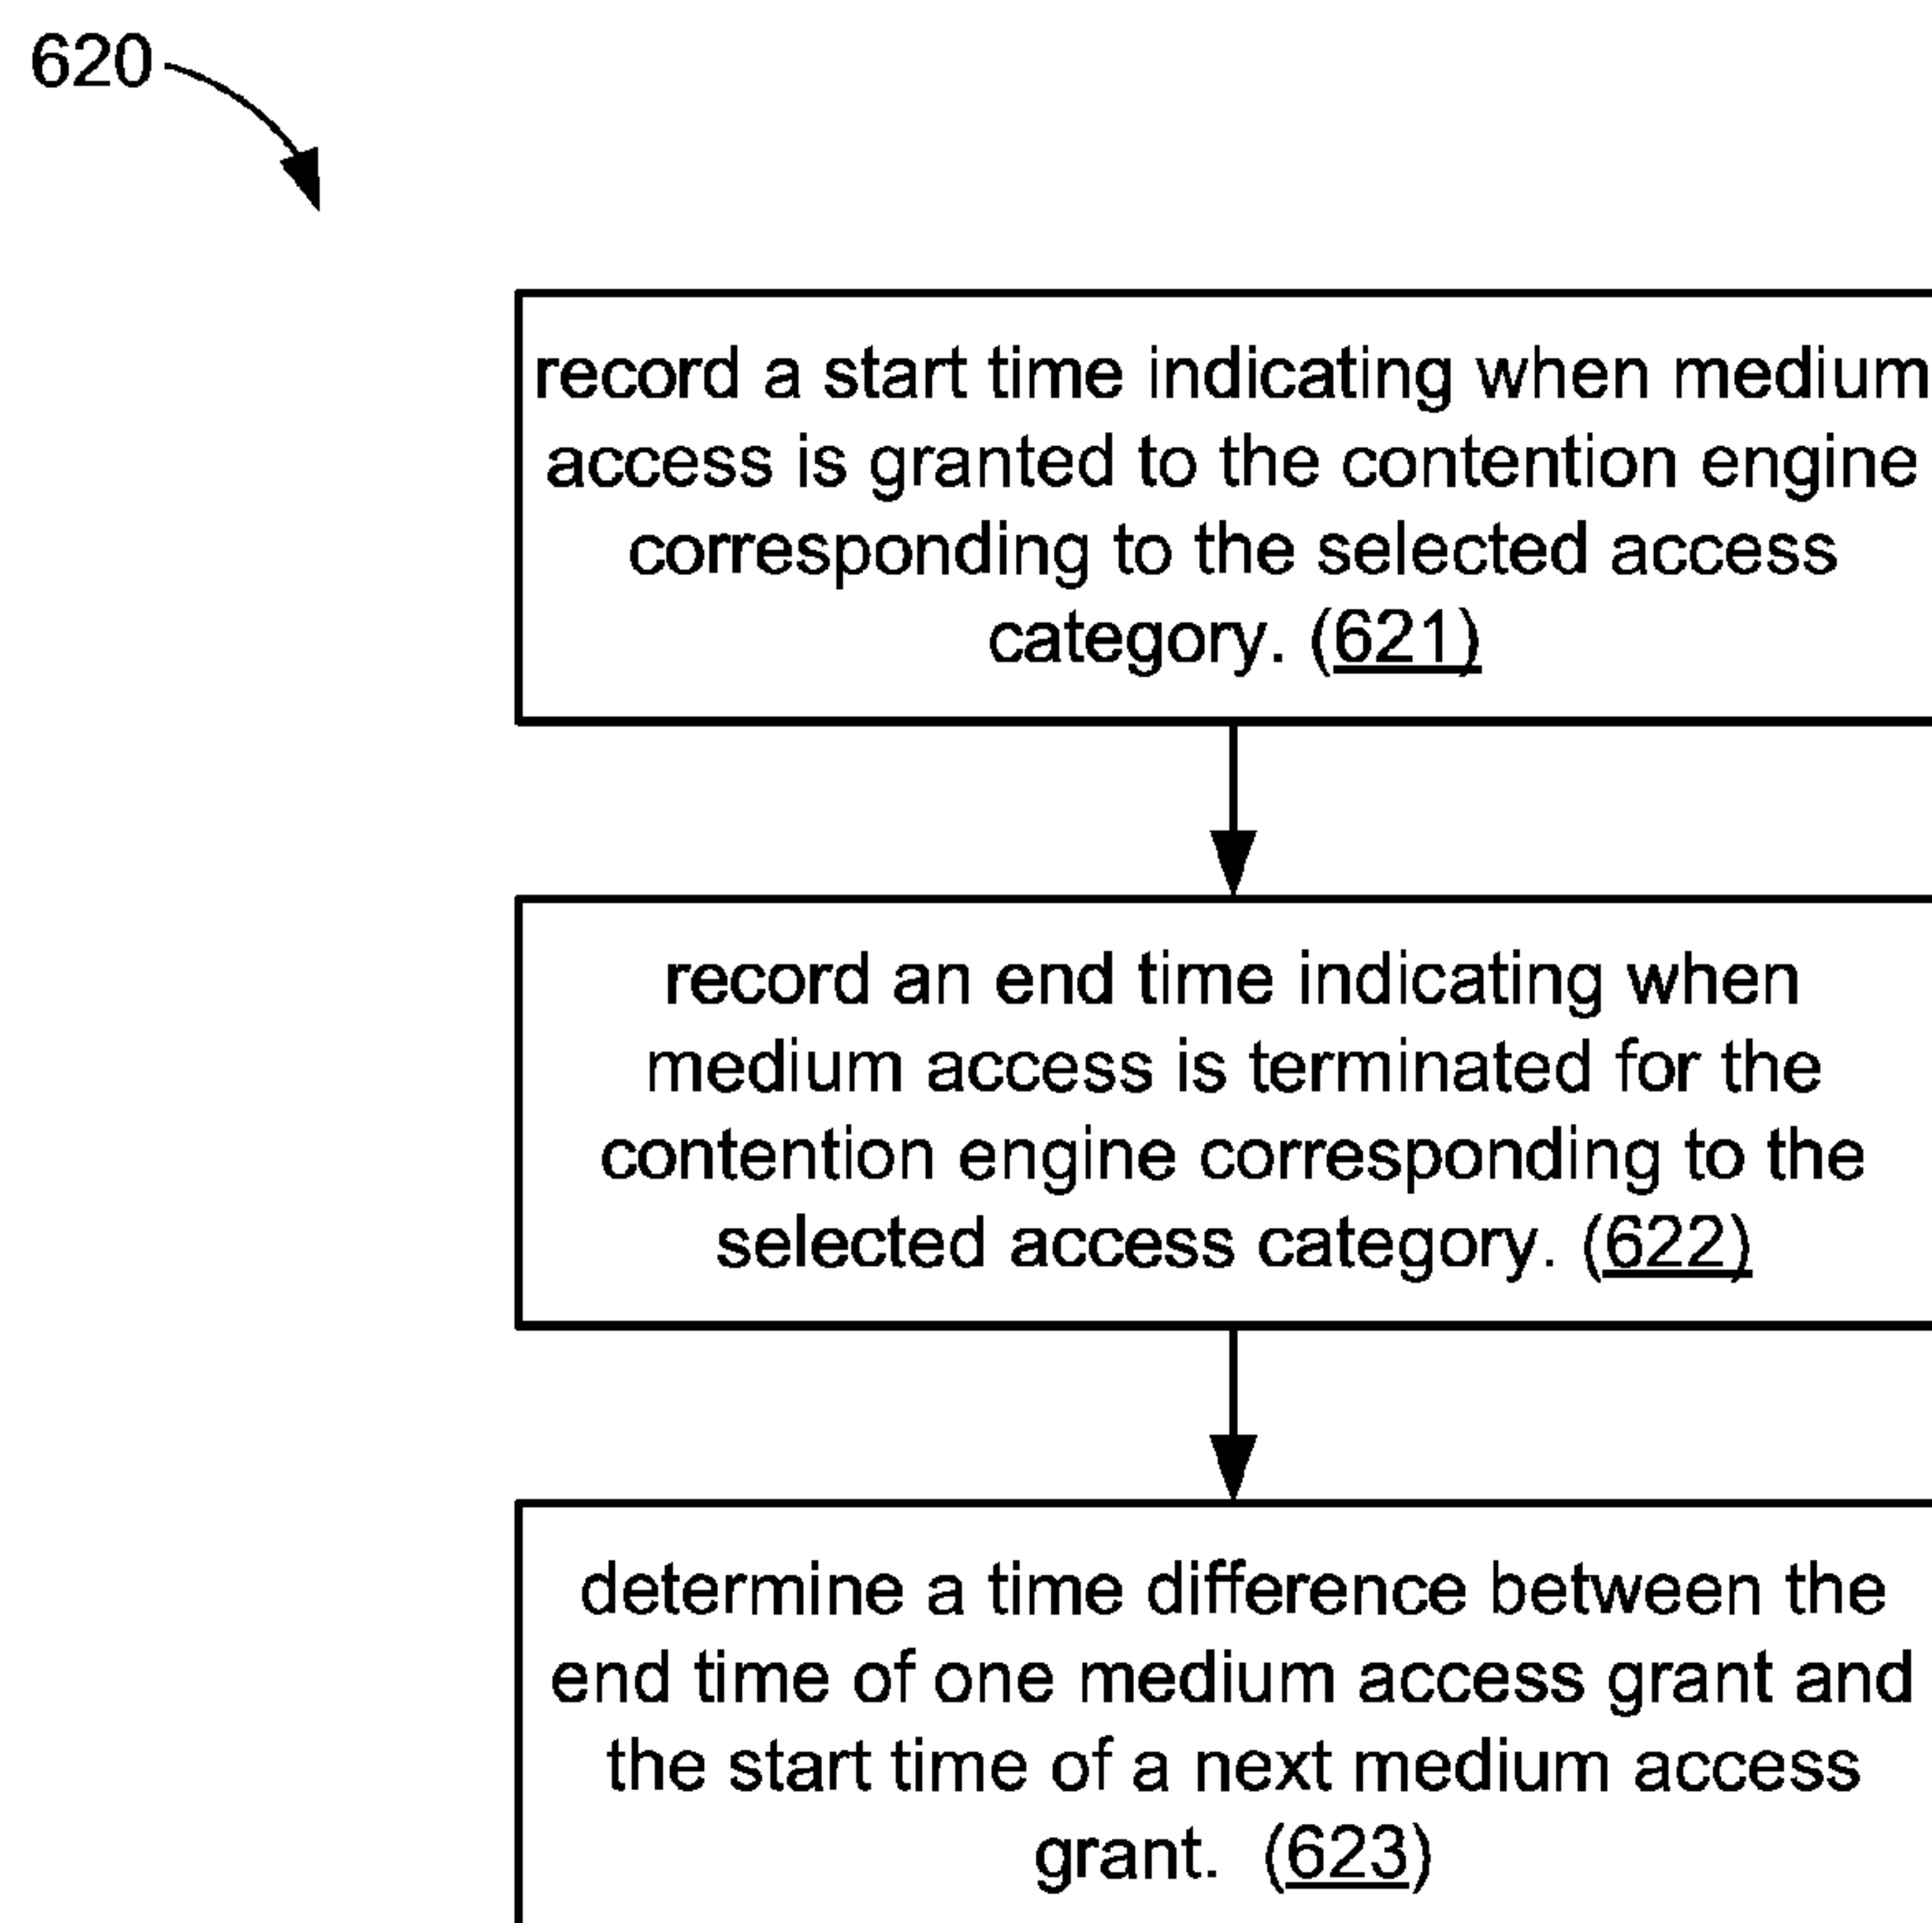 620
record a start time indicating when medium
access is granted to the contention engine
corresponding to the selected access
category. (621)
record an end time indicating when
medium access is terminated for the
contention engine corresponding to the
selected access category. (622)
determine a time difference between the
end time of one medium access grant and
the start time of a next medium access
grant. (623)